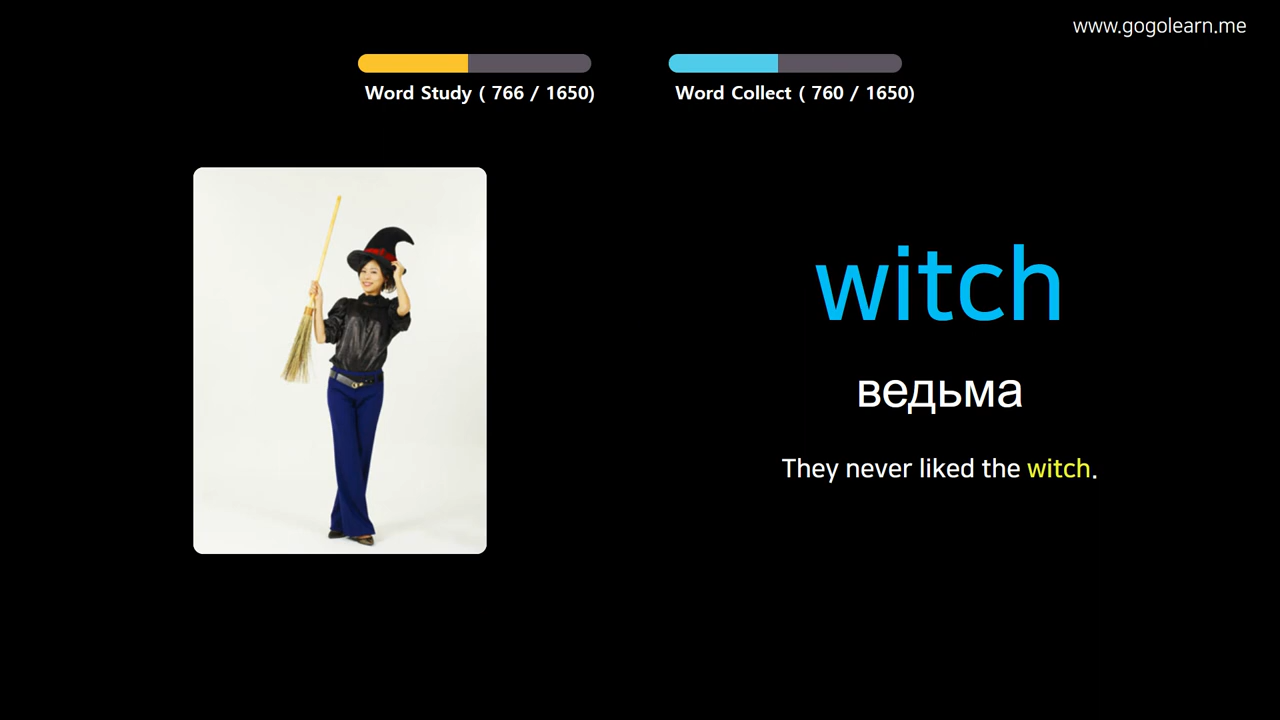 www.gogolearn.me
Word Study ( 766 / 1650)
Word Collect ( 760 / 1650)
witch
ведьма
They never liked the witch.